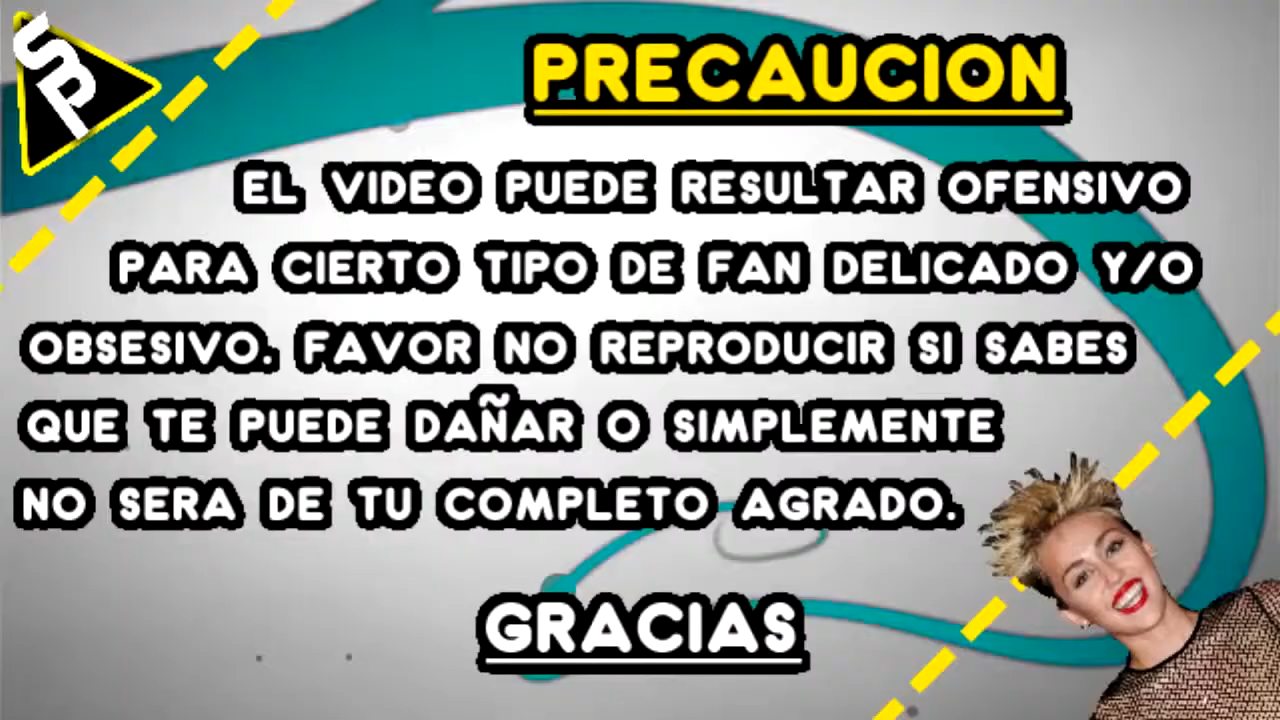 SP
PRECAUCION
EL VIDEO PUEDE RESULTAR OFENSIVO
PARA CIERTO TIPO DE FAN DELICADO Y/O
OBSESIVO. FAVOR NO REPRODUCIR SI SABES
QUE TE PUEDE DAÑAR O SIMPLEMENTE
NO SERA DE TU COMPLETO AGRADO.
GRACIAS